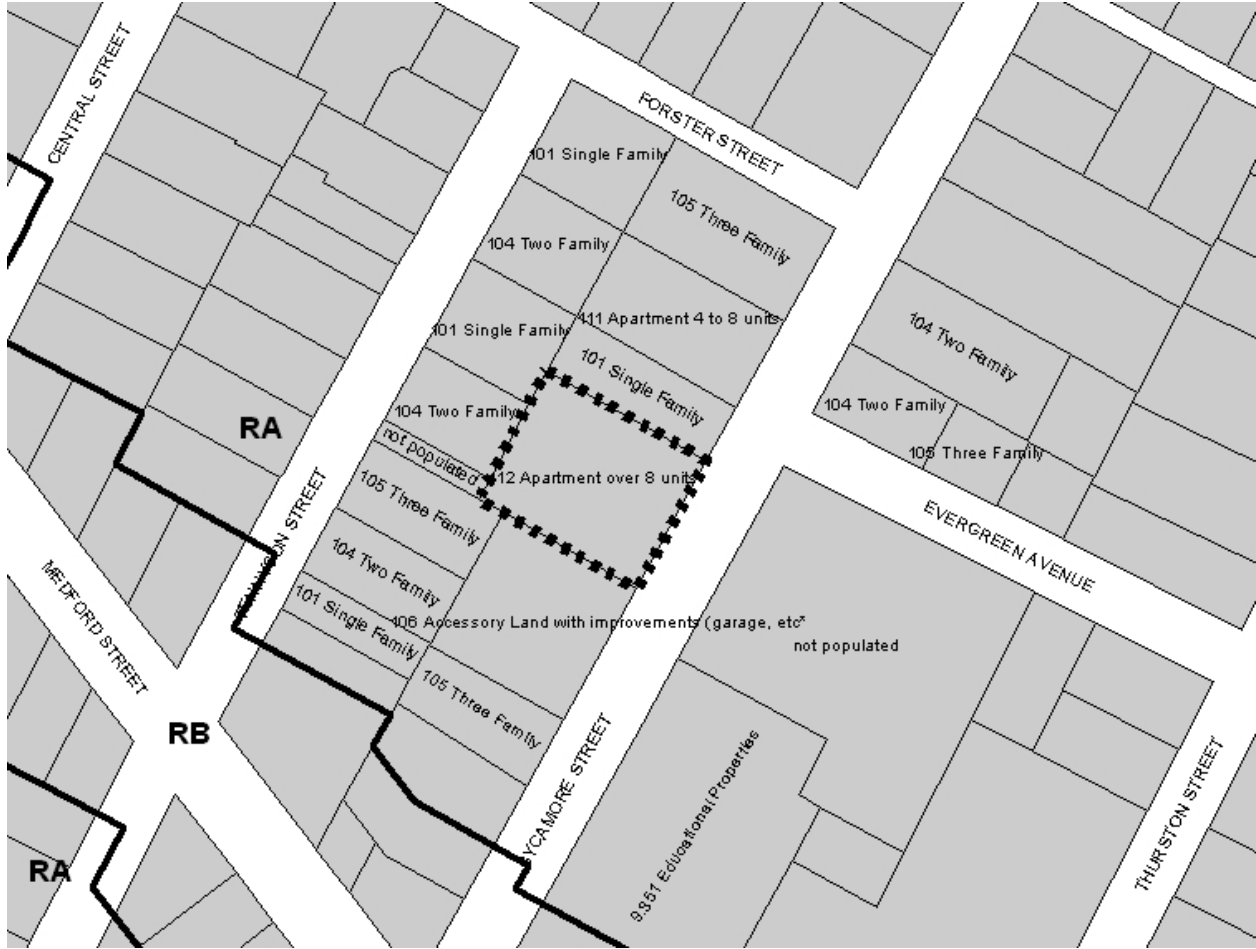 CENTRAL STREET
FORSTER STREET
101 Single Family
105 Three Family
104 Two Family
111 Apartment 4 to 8 units
101 Single Family
101 Single Family
104 Two Family
104 Two Family
104 Two Family
RA
not populated
12 Apartment over 8 units
105 Three Family
105 Three Family
EVERGREEN AVENUE
STREET
MEDFORD STREET
104 Two Family
101 Single Family
106 Accessory Land with improvements (garage, etc*
not populated
105 Three Family
RB
SYCAMORE STREET
9351 Educational Properties
THURSTON STREET
RA